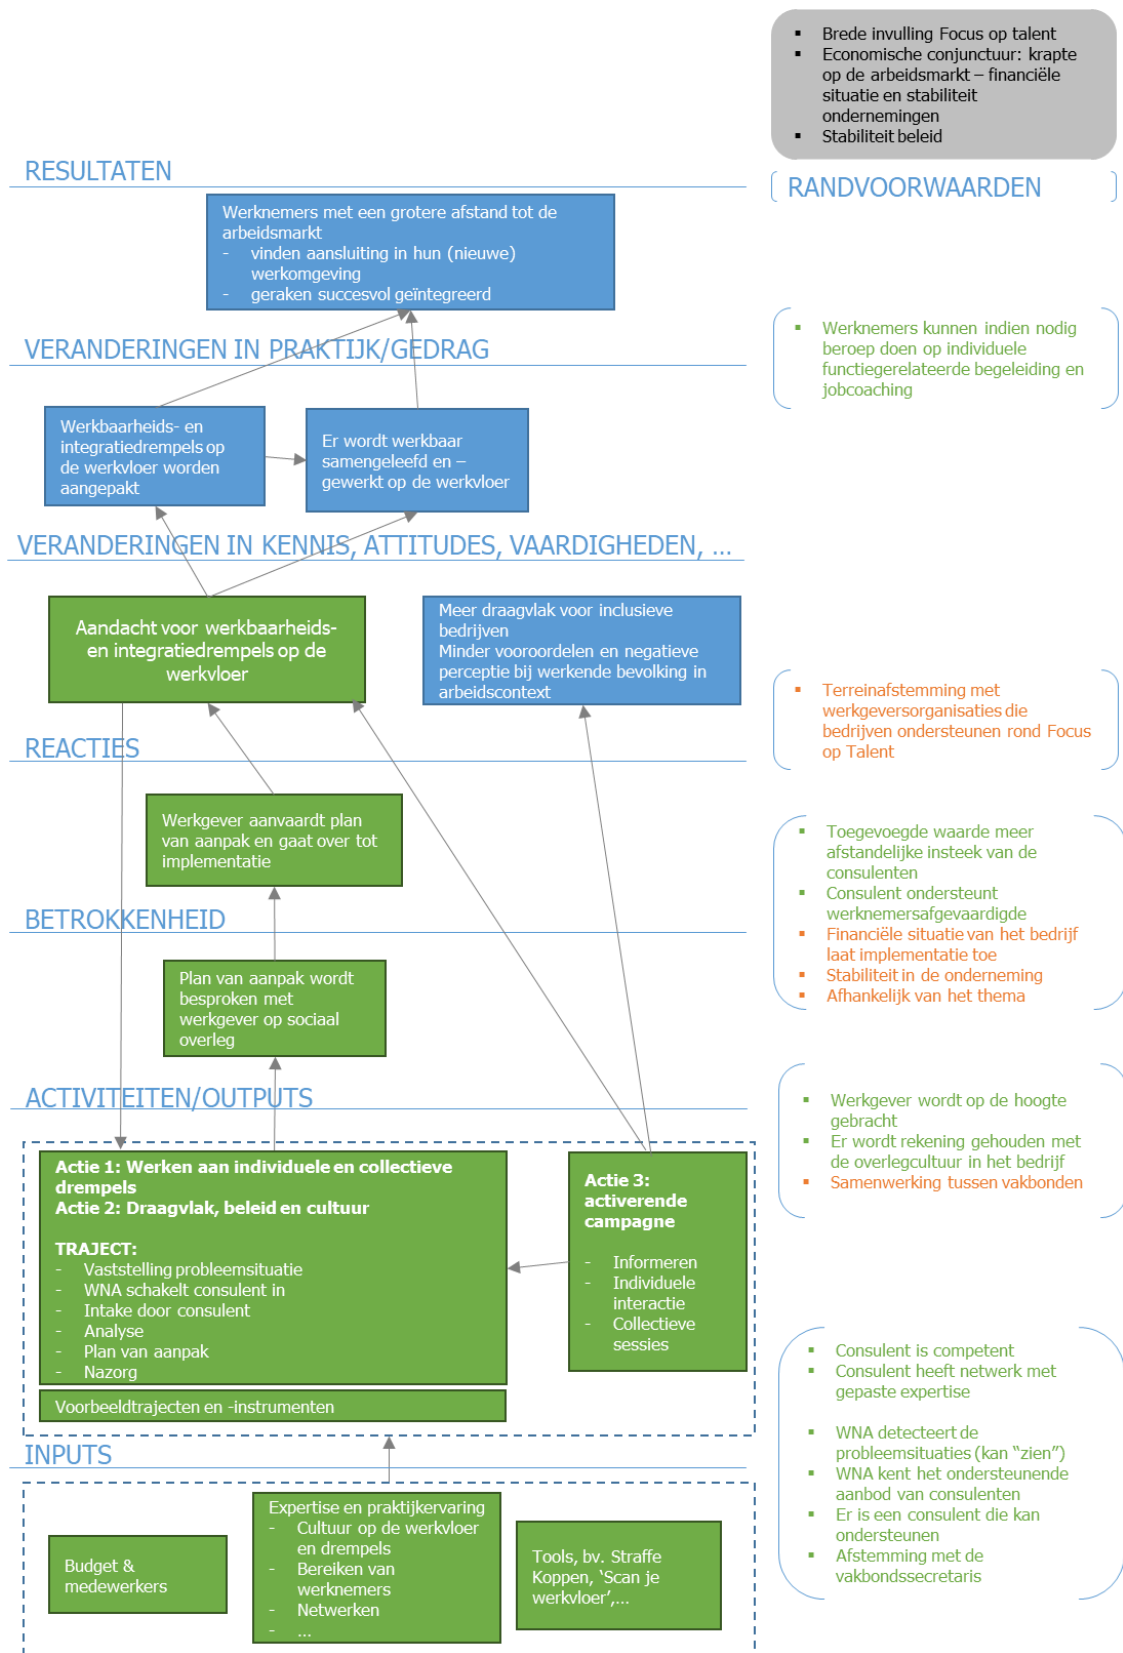 ▪ Brede invulling Focus op talent
▪ Economische conjunctuur: krapte
op de arbeidsmarkt – financiële
situatie en stabiliteit
ondernemingen
▪ Stabiliteit beleid
RESULTATEN
RANDVOORWAARDEN
Werknemers met een grotere afstand tot de
arbeidsmarkt
- vinden aansluiting in hun (nieuwe)
werkomgeving
- geraken succesvol geïntegreerd
▪ Werknemers kunnen indien nodig
beroep doen op individuele
functiegerelateerde begeleiding en
jobcoaching
VERANDERINGEN IN PRAKTIJK/GEDRAG
Werkbaarheids- en
integratiedrempels op
de werkvloer worden
aangepakt
Er wordt werkbaar
samengeleefd en –
gewerkt op de werkvloer
VERANDERINGEN IN KENNIS, ATTITUDES, VAARDIGHEDEN, ...
Aandacht voor werkbaarheids-
en integratiedrempels op de
werkvloer
Meer draagvlak voor inclusieve
bedrijven
Minder vooroordelen en negatieve
perceptie bij werkende bevolking in
arbeidscontext
▪ Terreinafstemming met
werkgeversorganisaties die
bedrijven ondersteunen rond Focus
op Talent
REACTIES
Werkgever aanvaardt plan
van aanpak en gaat over tot
implementatie
▪ Toegevoegde waarde meer
afstandelijke insteek van de
consulenten
▪ Consulent ondersteunt
werknemersafgevaardigde
▪ Financiële situatie van het bedrijf
laat implementatie toe
▪ Stabiliteit in de onderneming
▪ Afhankelijk van het thema
BETROKKENHEID
Plan van aanpak wordt
besproken met
werkgever op sociaal
overleg
ACTIVITEITEN/OUTPUTS
▪ Werkgever wordt op de hoogte
gebracht
▪ Er wordt rekening gehouden met
de overlegcultuur in het bedrijf
▪ Samenwerking tussen vakbonden
Actie 1: Werken aan individuele en collectieve
drempels
Actie 2: Draagvlak, beleid en cultuur
TRAJECT:
- Vaststelling probleemsituatie
- WNA schakelt consulent in
- Intake door consulent
- Analyse
- Plan van aanpak
- Nazorg
Voorbeeldtrajecten en -instrumenten
Actie 3:
activerende
campagne
- Informeren
- Individuele
interactie
- Collectieve
sessies
▪ Consulent is competent
▪ Consulent heeft netwerk met
gepaste expertise
▪ WNA detecteert de
probleemsituaties (kan “zien”)
▪ WNA kent het ondersteunende
aanbod van consulenten
▪ Er is een consulent die kan
ondersteunen
▪ Afstemming met de
vakbondssecretaris
INPUTS
Budget &
medewerkers
Expertise en praktijkervaring
- Cultuur op de werkvloer
en drempels
- Bereiken van
werknemers
- Netwerken
- ...
Tools, bv. Straffe
Koppen, ‘Scan je
werkvloer’,...